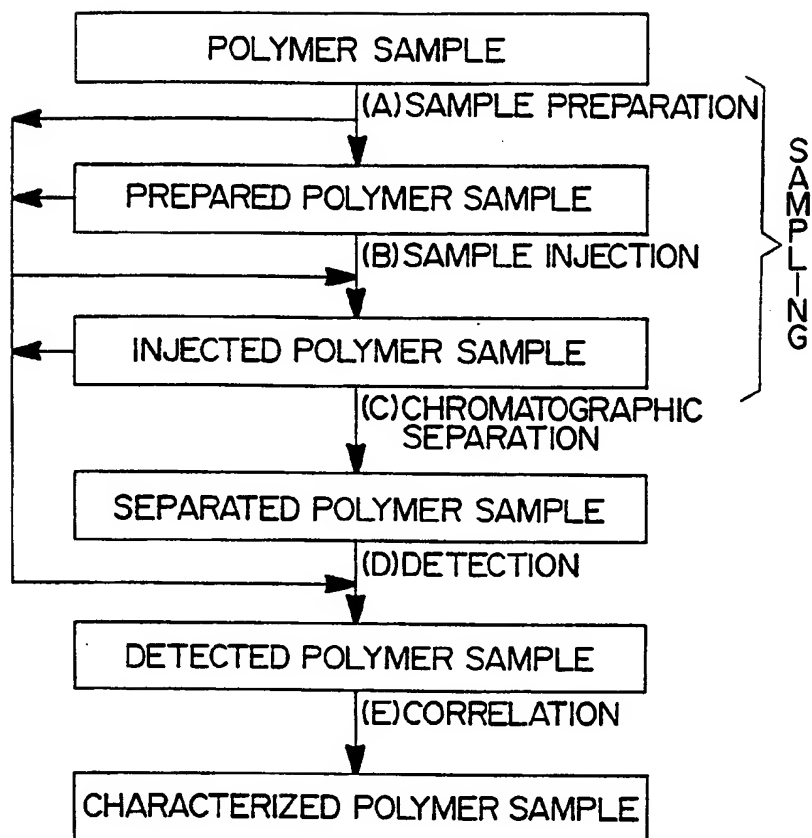 POLYMER SAMPLE
(A) SAMPLE PREPARATION
PREPARED POLYMER SAMPLE
(B) SAMPLE INJECTION
INJECTED POLYMER SAMPLE
(C) CHROMATOGRAPHIC
SEPARATION
SEPARATED POLYMER SAMPLE
(D) DETECTION
DETECTED POLYMER SAMPLE
(E) CORRELATION
CHARACTERIZED POLYMER SAMPLE
SAMPLING